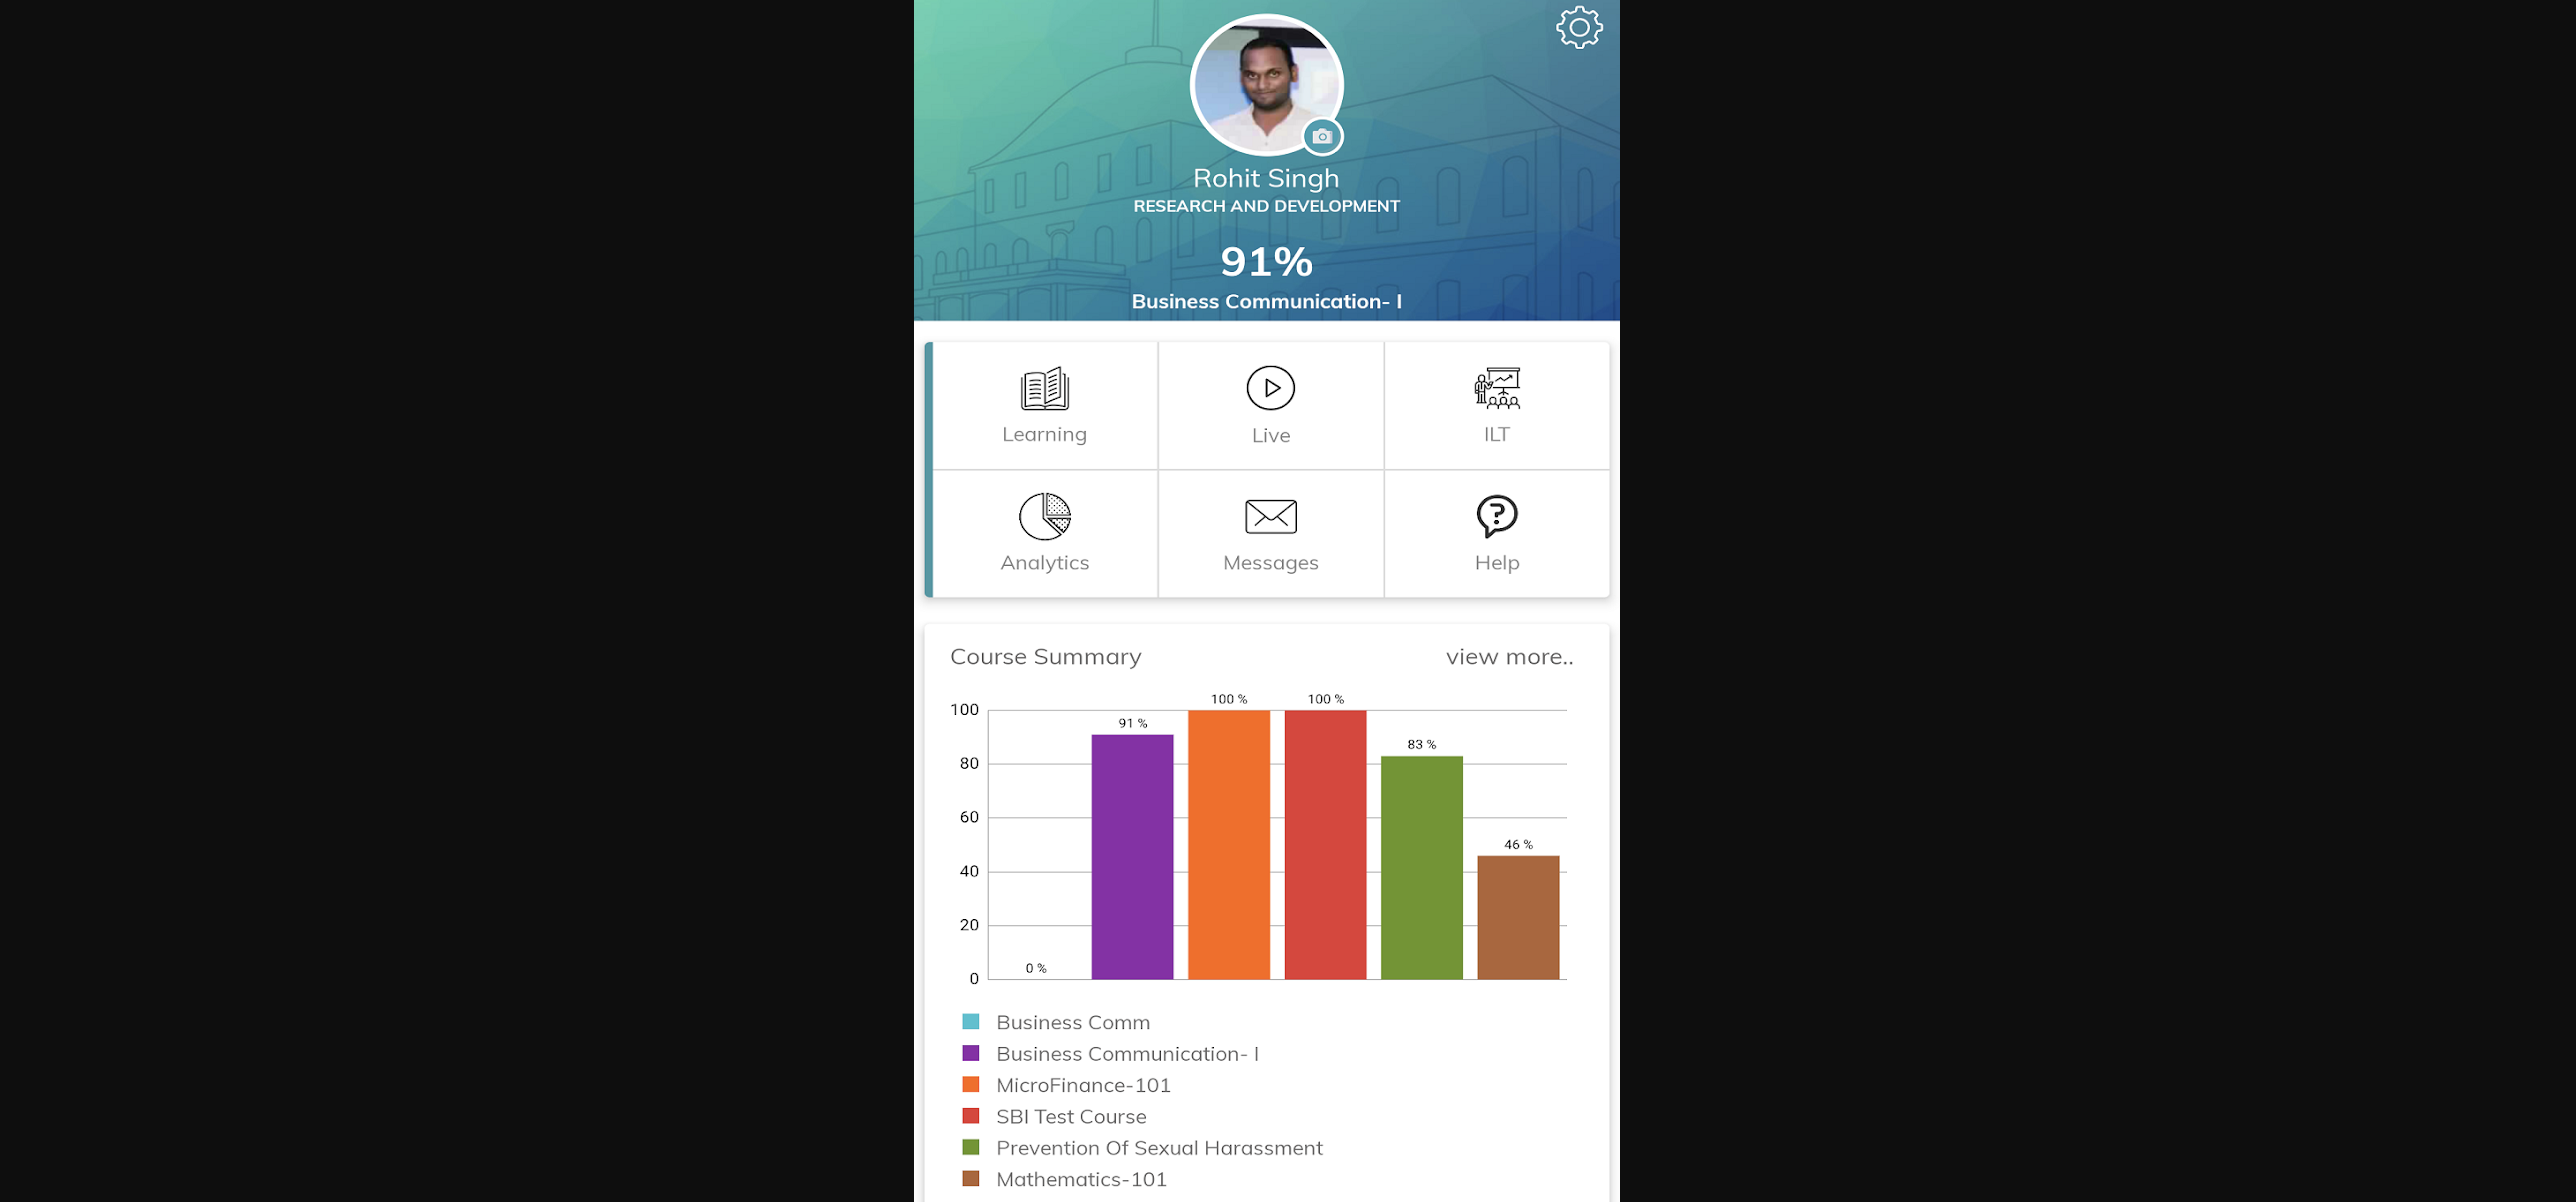 Rohit Singh
RESEARCH AND DEVELOPMENT
91%
Business Communication- I
Learning
Live
ILT
Analytics
Messages
Help
Course Summary
view more..
100 %
100 %
100
91 %
83 %
80
60
46 %
40
20
0 %
0
Business Comm
Business Communication- I
MicroFinance-101
SBI Test Course
Prevention Of Sexual Harassment
Mathematics-101